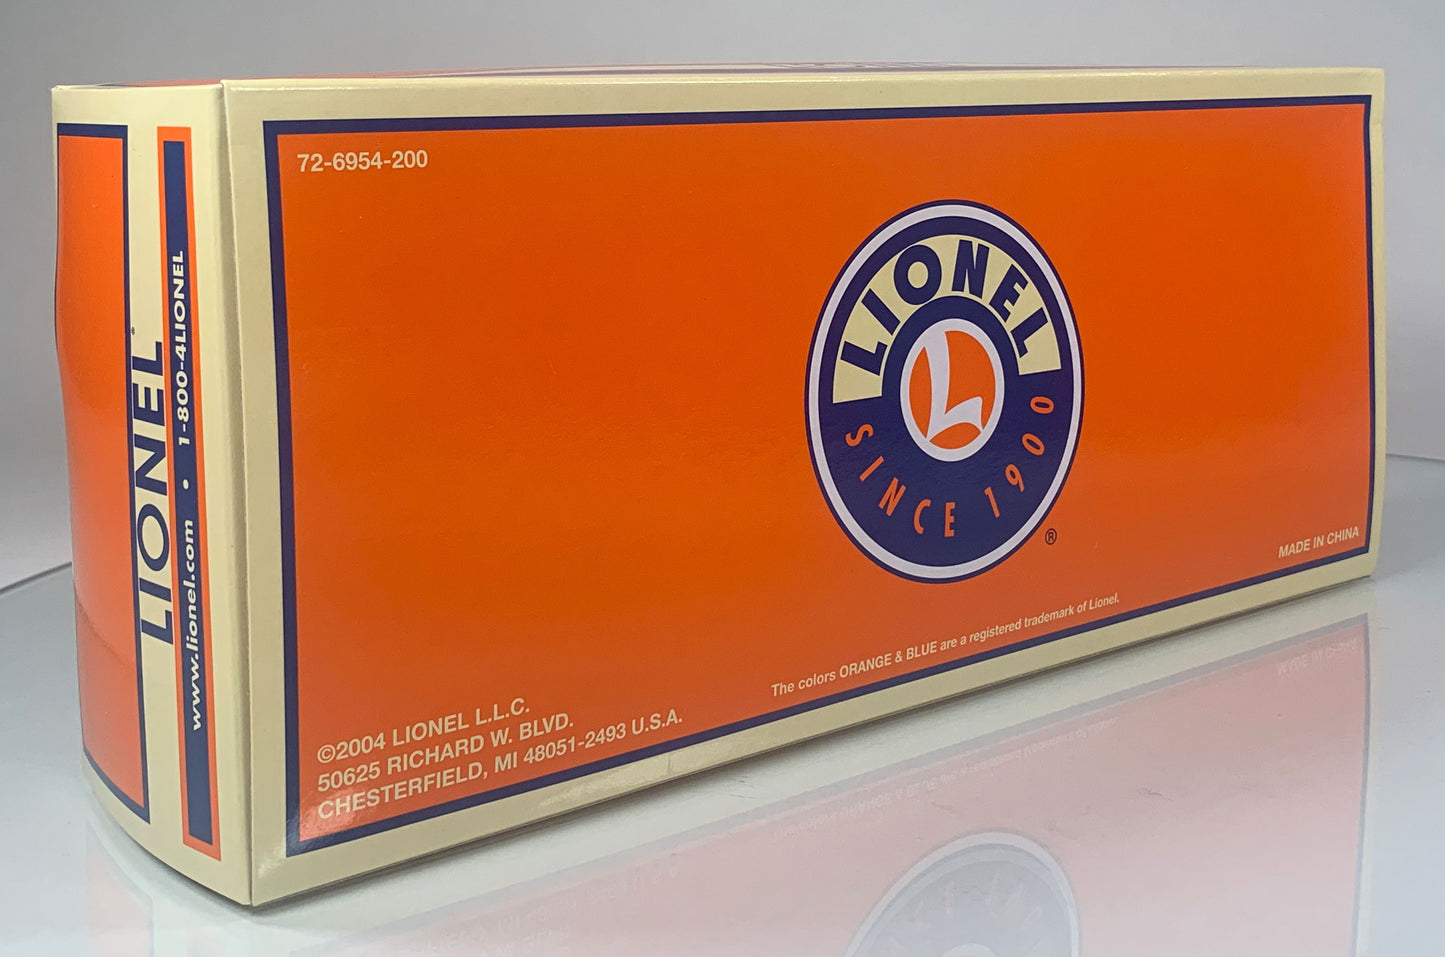 72-6954-200
LIONEL
L
SINCE 1900
®
MADE IN CHINA
The colors ORANGE & BLUE are a registered trademark of Lionel.
©2004 LIONEL L.L.C.
50625 RICHARD W. BLVD.
CHESTERFIELD, MI 48051-2493 U.S.A.
LIONEL
www.lionel.com • 1-800-4LIONEL